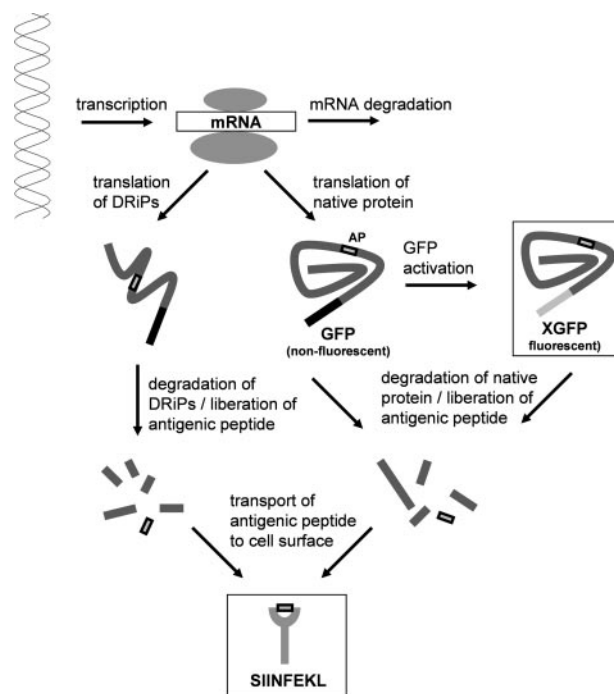 transcription
mRNA
mRNA degradation
translation
of DRiPs
translation of
native protein
AP
GFP
activation
GFP
(non-fluorescent)
XGFP
fluorescent)
degradation of
DRiPs / liberation of
antigenic peptide
degradation of native
protein / liberation of
antigenic peptide
transport of
antigenic peptide
to cell surface
SIINFEKL